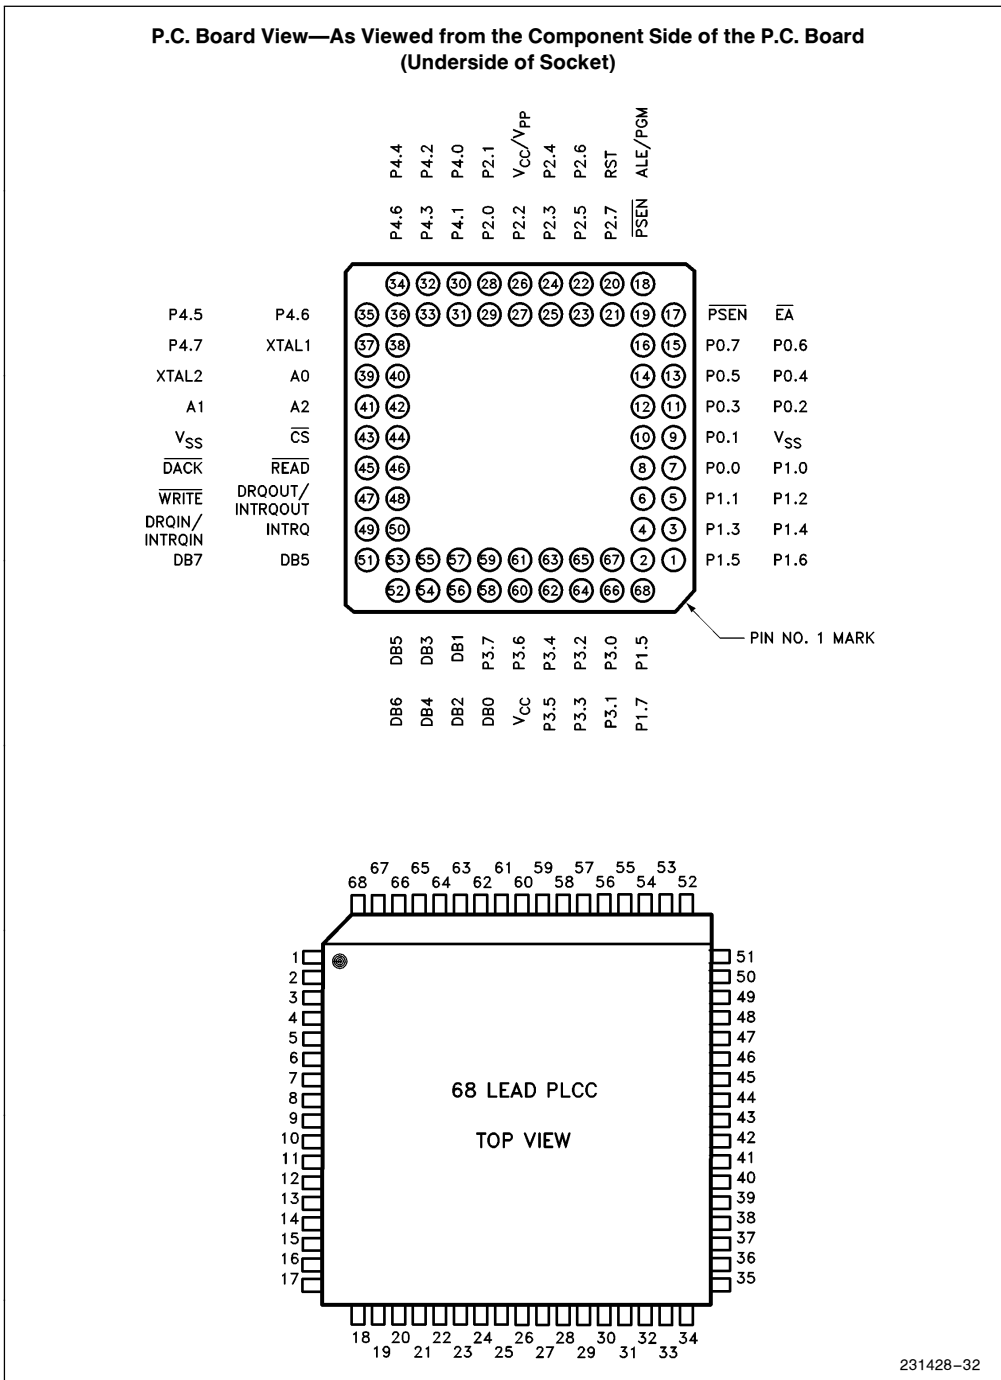 P.C. Board View—As Viewed from the Component Side of the P.C. Board
(Underside of Socket)
P4.4 P4.2 P4.0 P2.1 VCC/VPP P2.4 P2.6 RST ALE/PGM
P4.6 P4.3 P4.1 P2.0 P2.2 P2.3 P2.5 P2.7 PSEN
34 32 30 28 26 24 22 20 18
P4.5 P4.6 35 36 33 31 29 27 25 23 21 19 17 PSEN EA
P4.7 XTAL1 37 38 16 15 P0.7 P0.6
XTAL2 A0 39 40 14 13 P0.5 P0.4
A1 A2 41 42 12 11 P0.3 P0.2
VSS CS 43 44 10 9 P0.1 VSS
DACK READ 45 46 8 7 P0.0 P1.0
WRITE DRQOUT/ INTRQOUT 47 48 6 5 P1.1 P1.2
DRQIN/ INTRQIN INTRQ 49 50 4 3 P1.3 P1.4
DB7 DB5 51 53 55 57 59 61 63 65 67 2 1 P1.5 P1.6
52 54 56 58 60 62 64 66 68
PIN NO. 1 MARK
DB5 DB3 DB1 P3.7 P3.6 P3.4 P3.2 P3.0 P1.5
DB6 DB4 DB2 DB0 VCC P3.5 P3.3 P3.1 P1.7
67 65 63 61 59 57 55 53
68 66 64 62 60 58 56 54 52
1 51
2 50
3 49
4 48
5 47
6 46
7 45
8 44
9 43
10 42
11 41
12 40
13 39
14 38
15 37
16 36
17 35
68 LEAD PLCC
TOP VIEW
18 20 22 24 26 28 30 32 34
19 21 23 25 27 29 31 33
231428-32